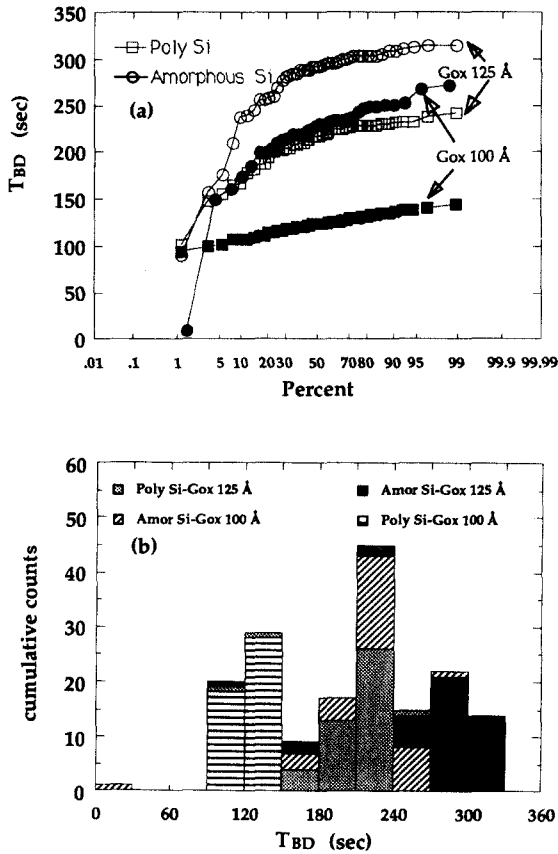 350
300
250
200
150
100
50
0
T_BD (sec)
Poly Si
Amorphous Si
(a)
Gox 125 Å
Gox 100 Å
.01 .1 1 5 10 2030 50 7080 90 95 99 99.9 99.99
Percent
60
50
40
30
20
10
0
cumulative counts
Poly Si-Gox 125 Å
Amor Si-Gox 125 Å
Amor Si-Gox 100 Å
Poly Si-Gox 100 Å
(b)
0 60 120 180 240 300 360
T_BD (sec)